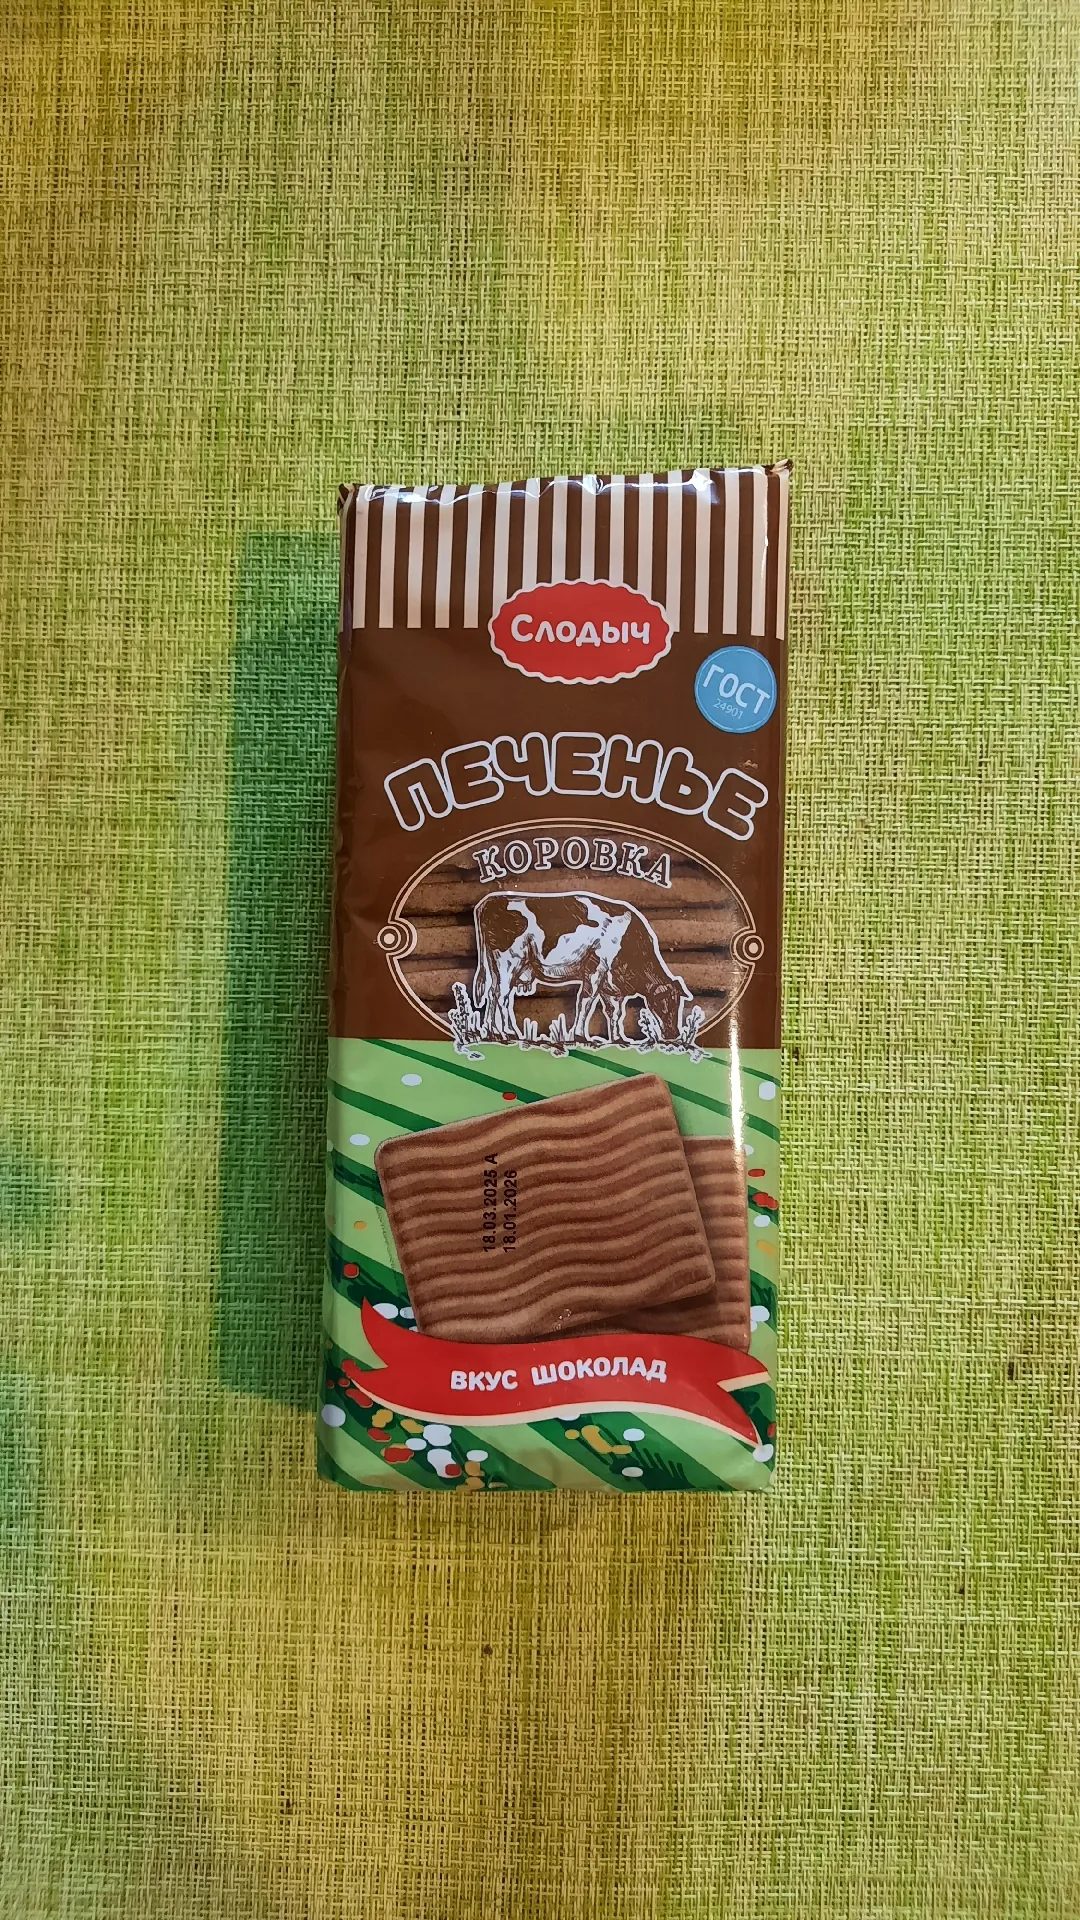 Слодыч
ГОСТ
24901
ПЕЧЕНЬЕ
КОРОВКА
18.03.2025 А
18.01.2026
ВКУС ШОКОЛАД